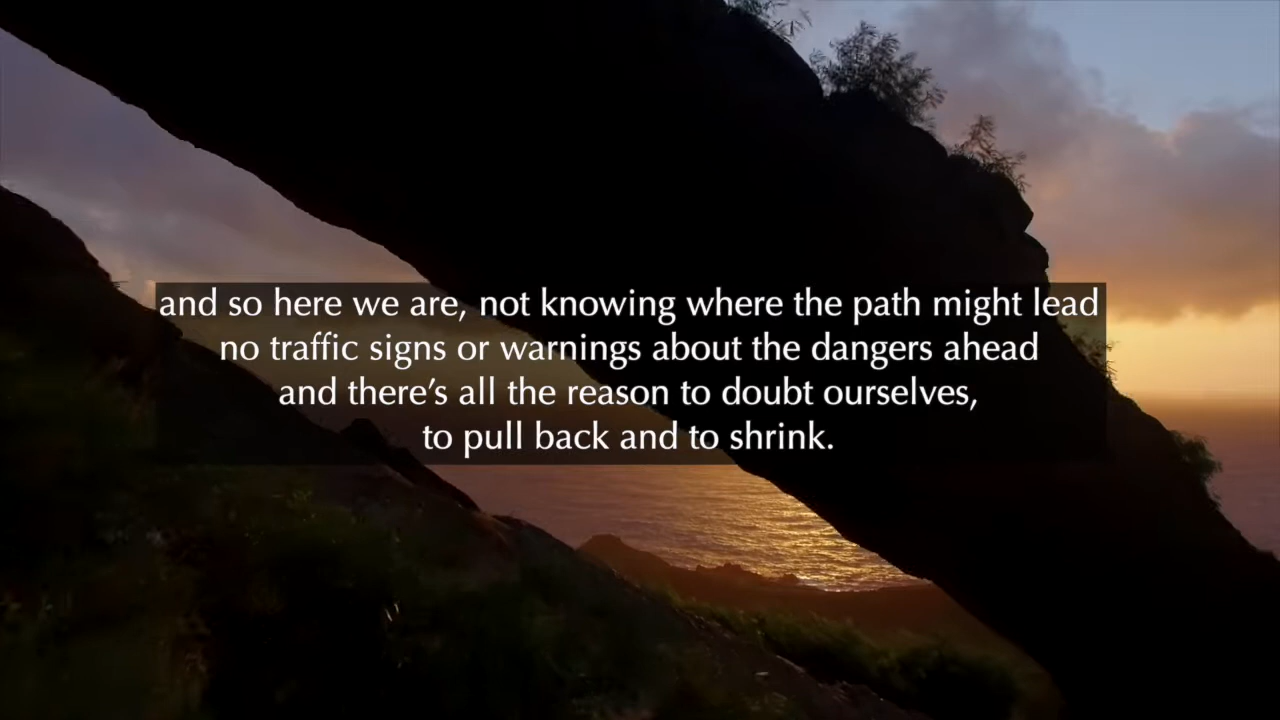 and so here we are, not knowing where the path might lead
no traffic signs or warnings about the dangers ahead
and there’s all the reason to doubt ourselves,
to pull back and to shrink.